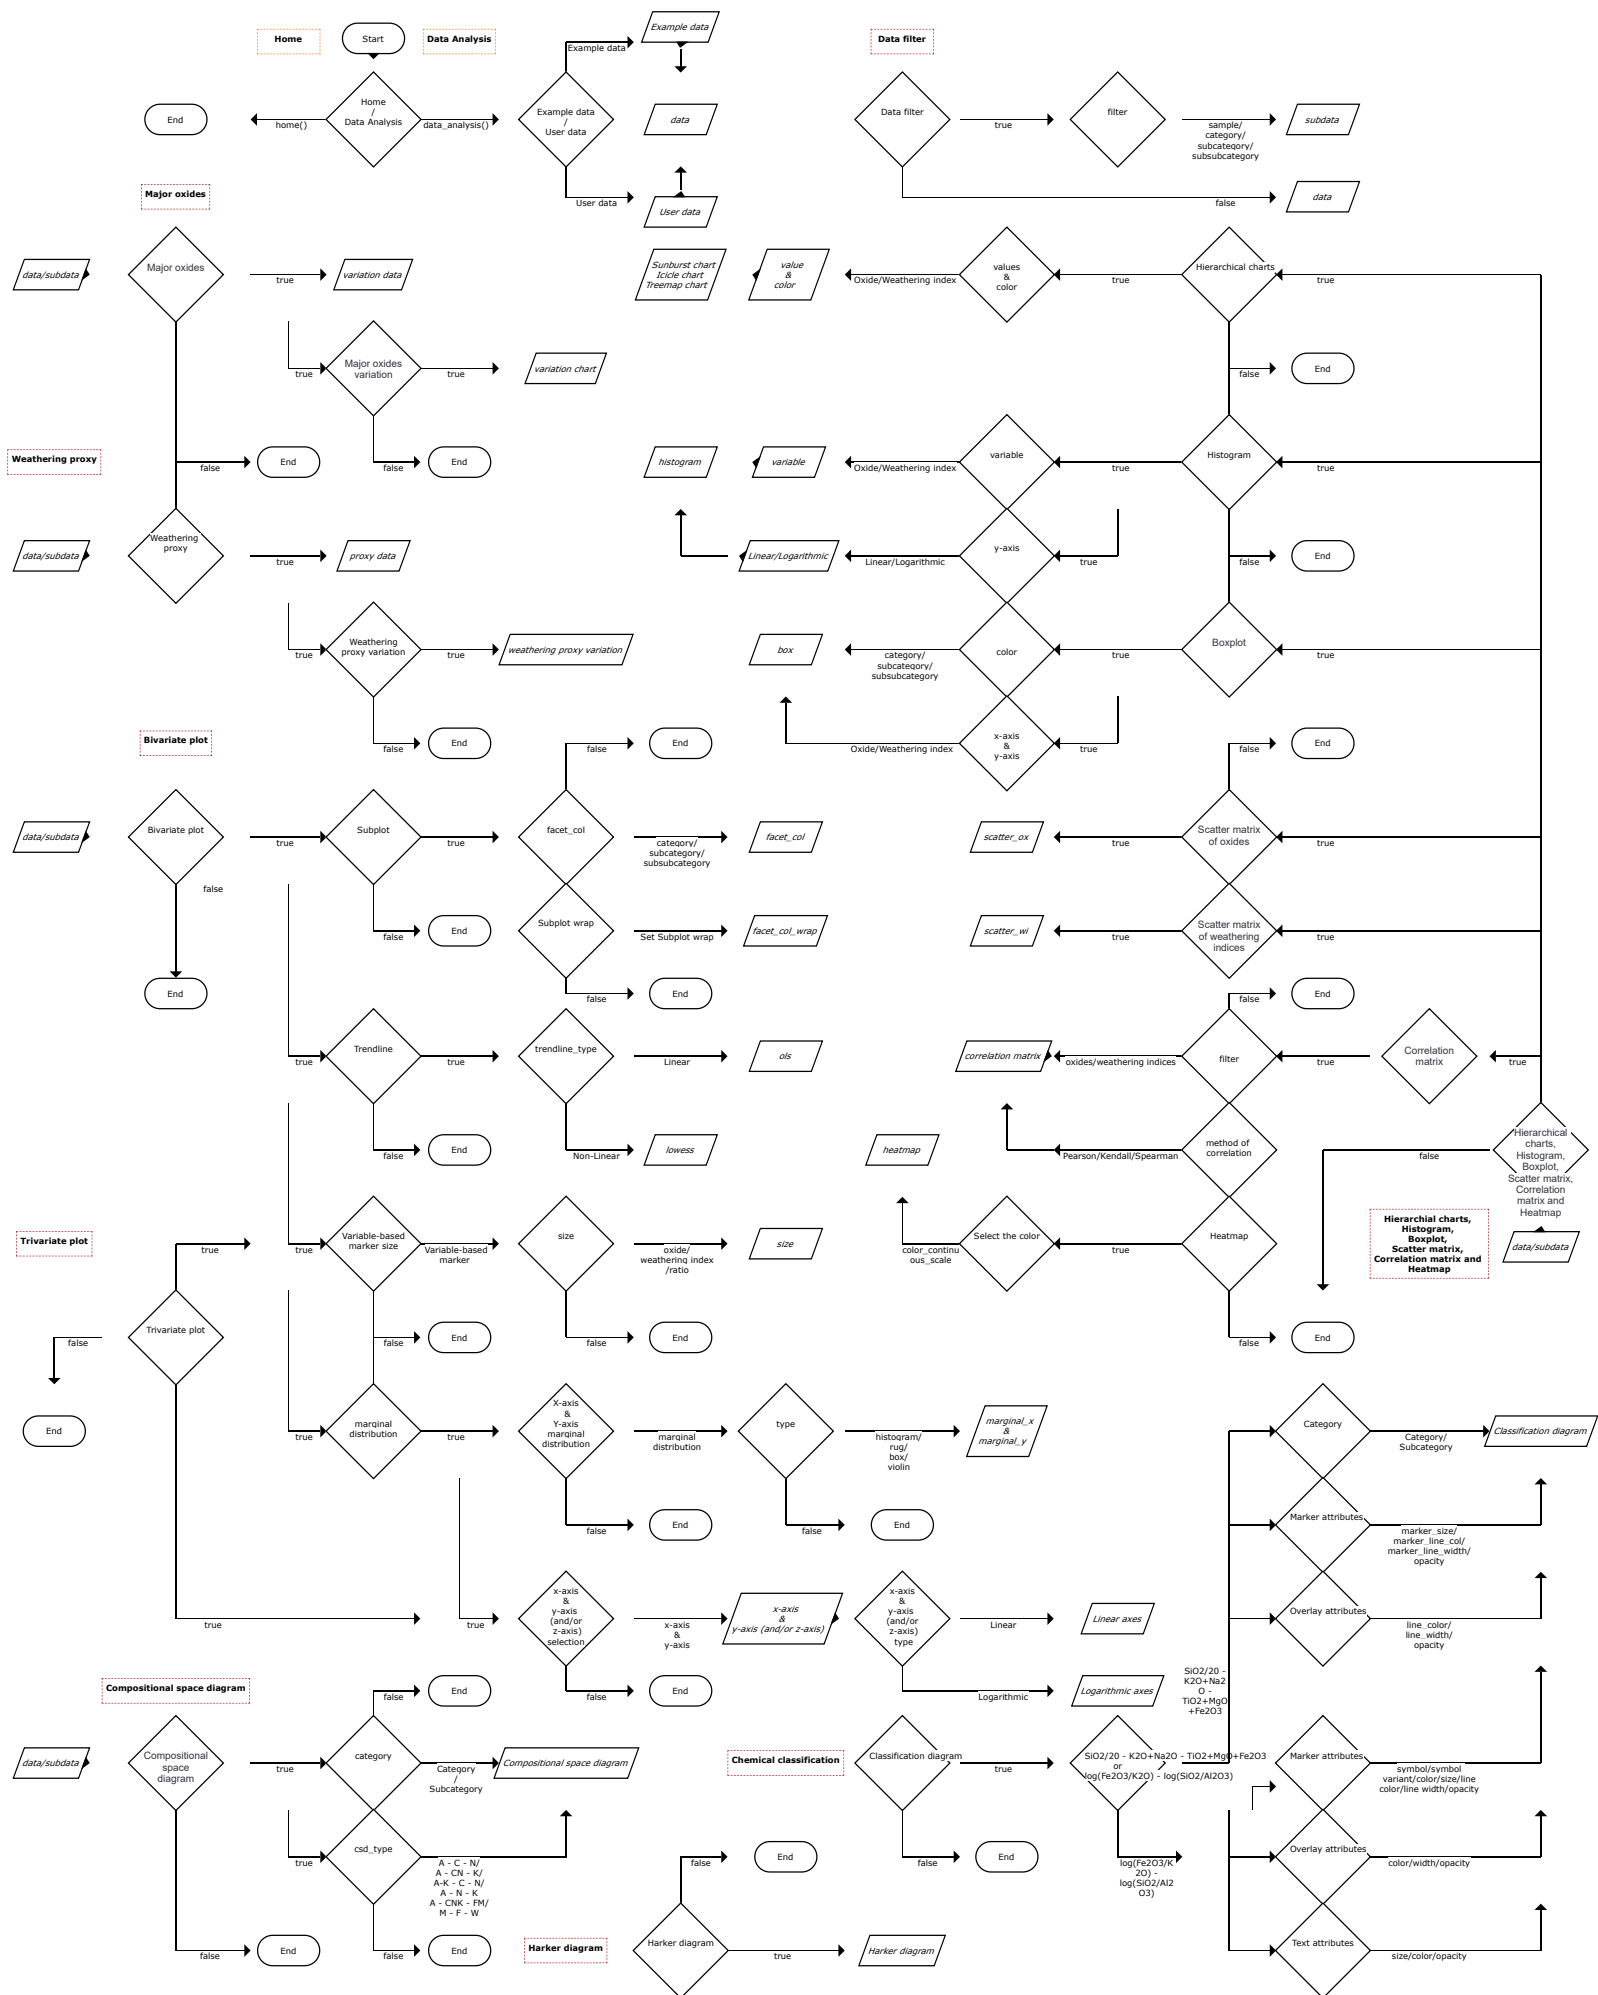 Home
Start
Data Analysis
Example data
Example data
Data filter
End
home()
Home
/
Data Analysis
data_analysis()
Example data
/
User data
data
User data
User data
Data filter
true
filter
sample/
category/
subcategory/
subsubcategory
subdata
false
data
Major oxides
data/subdata
Major oxides
true
variation data
true
Major oxides
variation
true
variation chart
false
End
false
End
Sunburst chart
Icicle chart
Treemap chart
value
&
color
Oxide/Weathering index
values
&
color
true
Hierarchical charts
true
false
End
histogram
variable
Oxide/Weathering index
variable
true
Histogram
true
Linear/Logarithmic
Linear/Logarithmic
y-axis
true
false
End
box
category/
subcategory/
subsubcategory
color
true
Boxplot
true
Oxide/Weathering index
x-axis
&
y-axis
true
Weathering proxy
data/subdata
Weathering
proxy
true
proxy data
true
Weathering
proxy variation
true
weathering proxy variation
false
End
Bivariate plot
data/subdata
Bivariate plot
true
false
End
Subplot
true
false
End
facet_col
false
End
category/
subcategory/
subsubcategory
facet_col
Subplot wrap
Set Subplot wrap
facet_col_wrap
false
End
true
Trendline
true
trendline_type
Linear
ols
false
End
Non-Linear
lowess
true
Variable-based
marker size
Variable-based
marker
size
oxide/
weathering index
/ratio
size
false
End
false
End
false
End
scatter_ox
true
Scatter matrix
of oxides
true
scatter_wi
true
Scatter matrix
of weathering
indices
true
false
End
correlation matrix
oxides/weathering indices
filter
true
Correlation
matrix
true
Pearson/Kendall/Spearman
method of
correlation
false
Hierarchical
charts,
Histogram,
Boxplot,
Scatter matrix,
Correlation
matrix and
Heatmap
heatmap
color_continu
ous_scale
Select the color
true
Heatmap
Hierarchial charts,
Histogram,
Boxplot,
Scatter matrix,
Correlation matrix and
Heatmap
data/subdata
false
End
Trivariate plot
true
Trivariate plot
false
End
true
true
marginal
distribution
true
X-axis
&
Y-axis
marginal
distribution
marginal
distribution
type
histogram/
rug/
box/
violin
marginal_x
&
marginal_y
false
End
false
End
true
x-axis
&
y-axis
(and/or
z-axis)
selection
x-axis
&
y-axis
x-axis
&
y-axis (and/or z-axis)
x-axis
&
y-axis
(and/or
z-axis)
type
Linear
Linear axes
false
End
Logarithmic
Logarithmic axes
Category
Category/
Subcategory
Classification diagram
Marker attributes
marker_size/
marker_line_col/
marker_line_width/
opacity
Overlay attributes
line_color/
line_width/
opacity
SiO2/20 -
K2O+Na2
O -
TiO2+MgO
+Fe2O3
Compositional space diagram
data/subdata
Compositional
space
diagram
true
false
End
category
false
End
Category
/
Subcategory
Compositional space diagram
true
csd_type
A - C - N/
A - CN - K/
A-K - C - N/
A - N - K
A - CNK - FM/
M - F - W
false
End
Chemical classification
Classification diagram
true
false
End
SiO2/20 - K2O+Na2O - TiO2+MgO+Fe2O3
or
log(Fe2O3/K2O) - log(SiO2/Al2O3)
log(Fe2O3/K
2O) -
log(SiO2/Al2
O3)
Marker attributes
symbol/symbol
variant/color/size/line
color/line width/opacity
Overlay attributes
color/width/opacity
Text attributes
size/color/opacity
Harker diagram
Harker diagram
false
End
true
Harker diagram